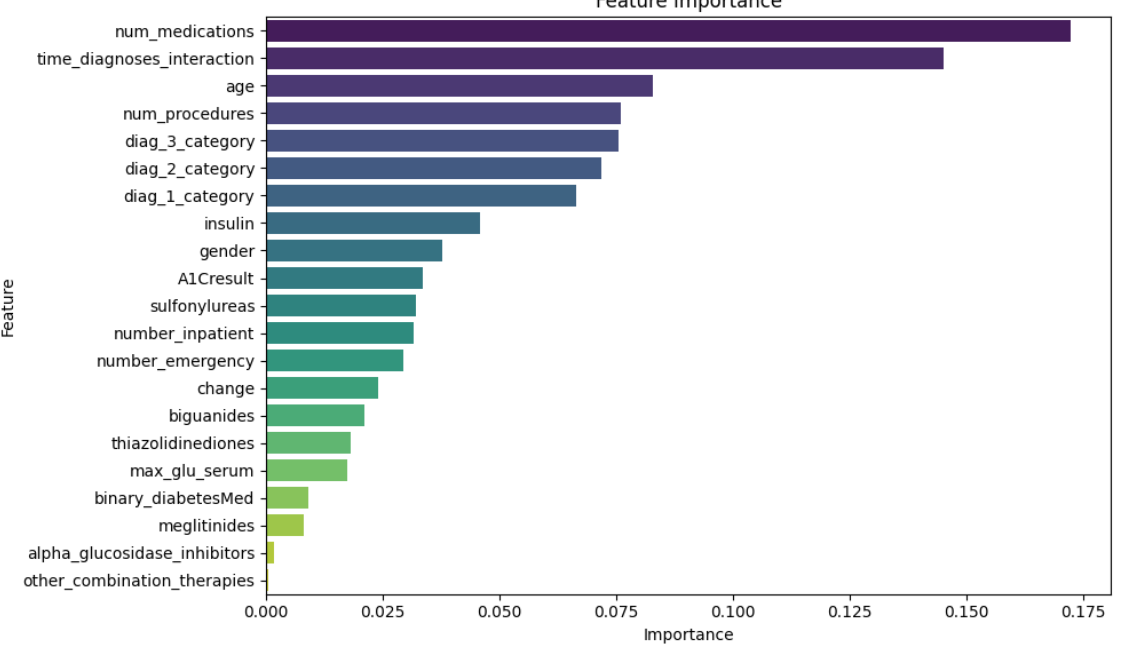 Feature Importance
num_medications
time_diagnoses_interaction
age
num_procedures
diag_3_category
diag_2_category
diag_1_category
insulin
gender
A1Cresult
sulfonylureas
number_inpatient
number_emergency
change
biguanides
thiazolidinediones
max_glu_serum
binary_diabetesMed
meglitinides
alpha_glucosidase_inhibitors
other_combination_therapies
Feature
0.000 0.025 0.050 0.075 0.100 0.125 0.150 0.175
Importance